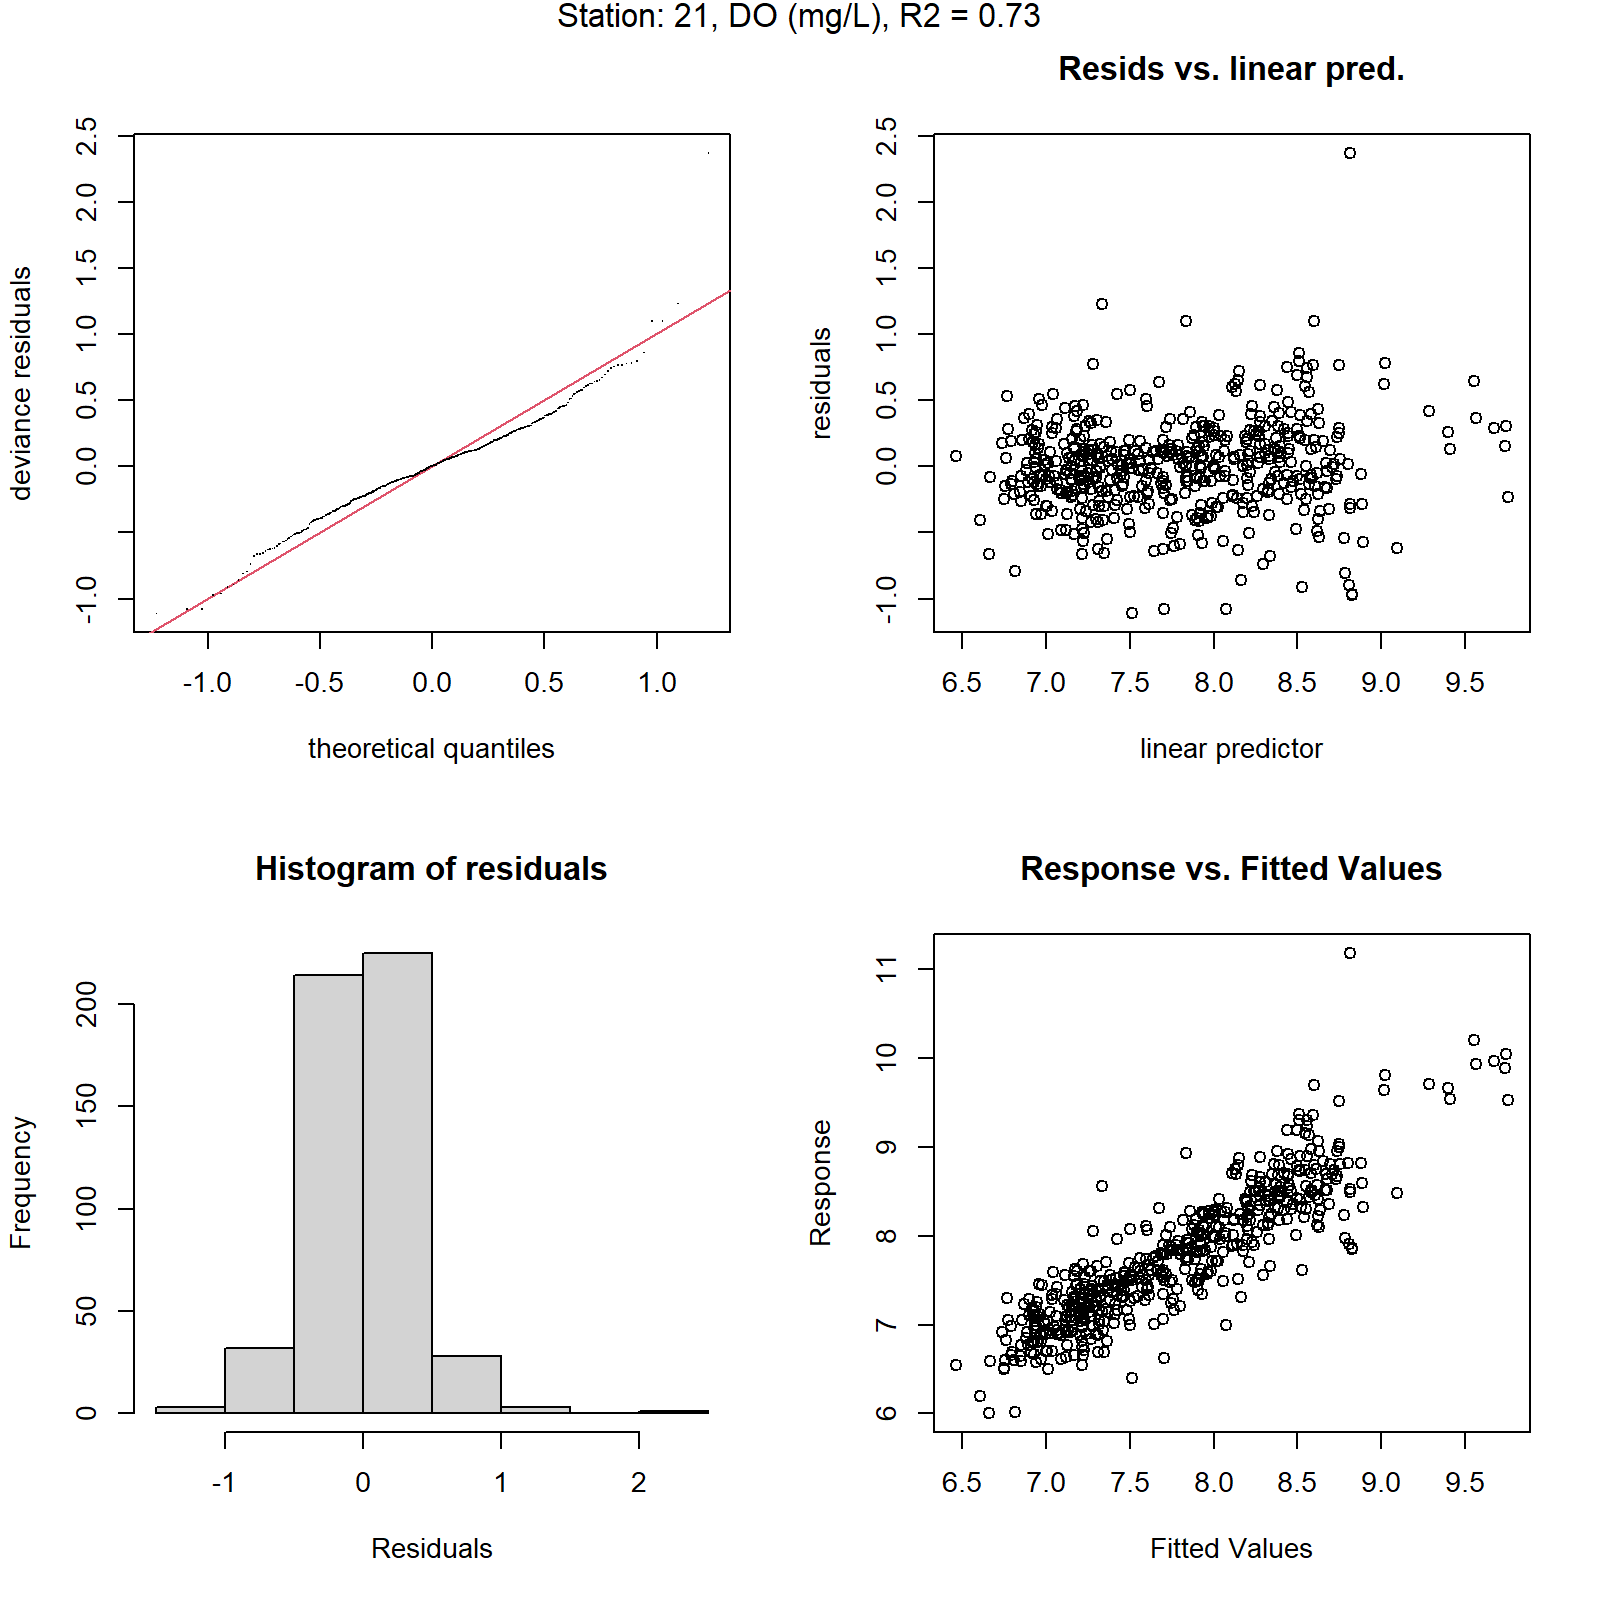 Station: 21, DO (mg/L), R2 = 0.73
deviance residuals
2.5
2.0
1.5
1.0
0.5
0.0
-1.0
-1.0 -0.5 0.0 0.5 1.0
theoretical quantiles
Resids vs. linear pred.
residuals
2.5
2.0
1.5
1.0
0.5
0.0
-1.0
6.5 7.0 7.5 8.0 8.5 9.0 9.5
linear predictor
Histogram of residuals
Frequency
200
150
100
50
0
-1 0 1 2
Residuals
Response vs. Fitted Values
Response
11
10
9
8
7
6
6.5 7.0 7.5 8.0 8.5 9.0 9.5
Fitted Values